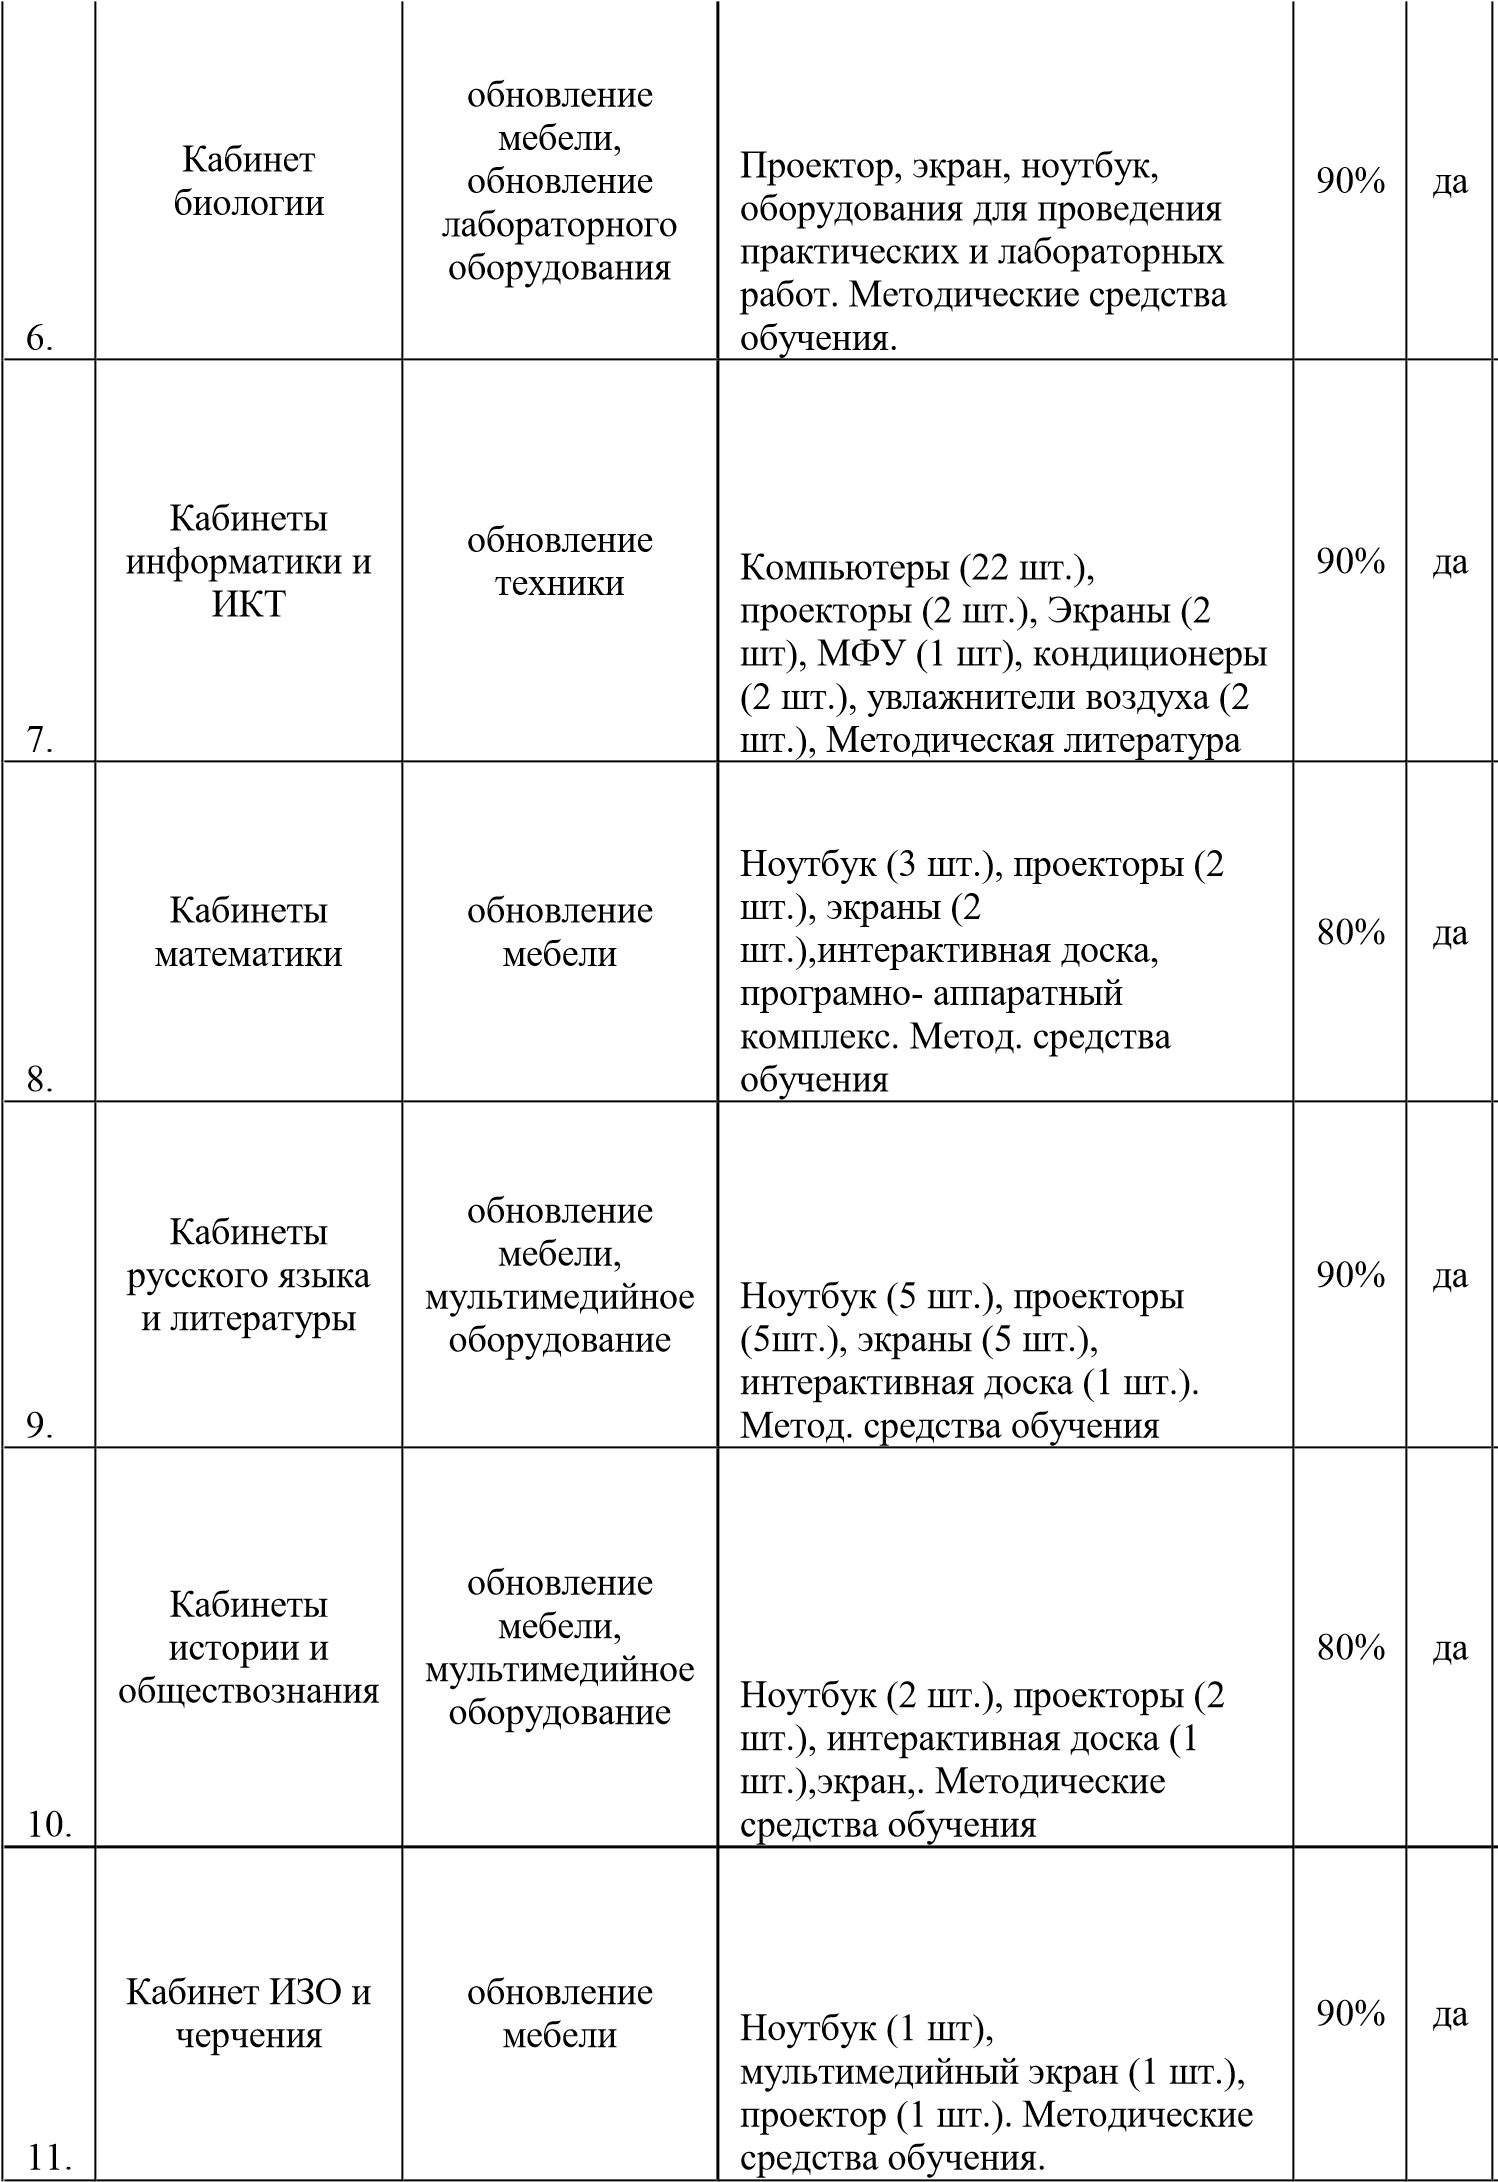 6.
Кабинет
биологии
обновление
мебели,
обновление
лабораторного
оборудования
Проектор, экран, ноутбук,
оборудования для проведения
практических и лабораторных
работ. Методические средства
обучения.
90%
да
7.
Кабинеты
информатики и
ИКТ
обновление
техники
Компьютеры (22 шт.),
проекторы (2 шт.), Экраны (2
шт), МФУ (1 шт), кондиционеры
(2 шт.), увлажнители воздуха (2
шт.), Методическая литература
90%
да
8.
Кабинеты
математики
обновление
мебели
Ноутбук (3 шт.), проекторы (2
шт.), экраны (2
шт.),интерактивная доска,
програмно- аппаратный
комплекс. Метод. средства
обучения
80%
да
9.
Кабинеты
русского языка
и литературы
обновление
мебели,
мультимедийное
оборудование
Ноутбук (5 шт.), проекторы
(5шт.), экраны (5 шт.),
интерактивная доска (1 шт.).
Метод. средства обучения
90%
да
10.
Кабинеты
истории и
обществознания
обновление
мебели,
мультимедийное
оборудование
Ноутбук (2 шт.), проекторы (2
шт.), интерактивная доска (1
шт.),экран,. Методические
средства обучения
80%
да
11.
Кабинет ИЗО и
черчения
обновление
мебели
Ноутбук (1 шт),
мультимедийный экран (1 шт.),
проектор (1 шт.). Методические
средства обучения.
90%
да